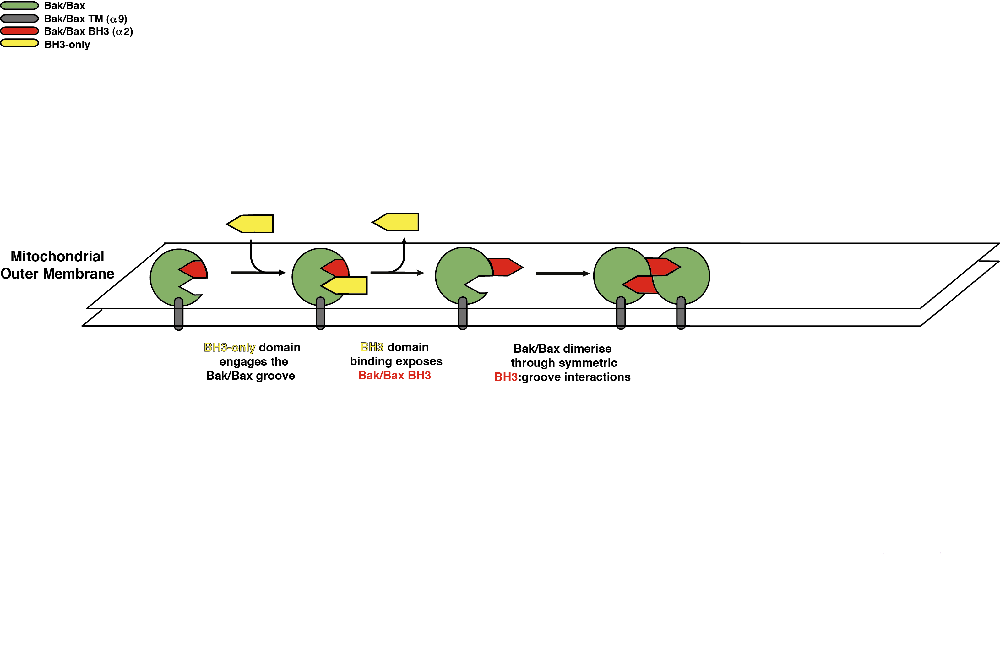 Bak/Bax
Bak/Bax TM (α9)
Bak/Bax BH3 (α2)
BH3-only
Mitochondrial
Outer Membrane
BH3-only domain
engages the
Bak/Bax groove
BH3 domain
binding exposes
Bak/Bax BH3
Bak/Bax dimerise
through symmetric
BH3:groove interactions